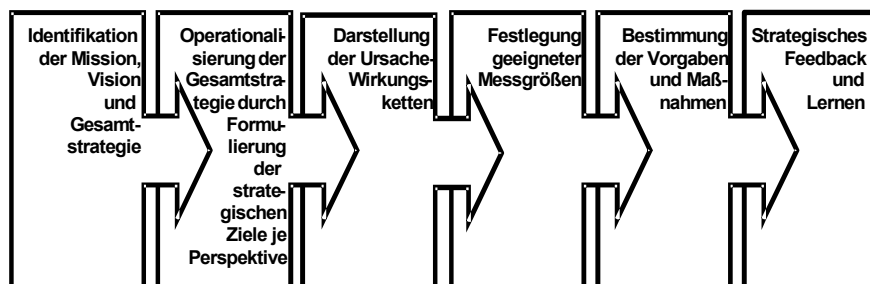 Identifikation
der Mission,
Vision
und
Gesamt-
strategie
Operationali-
sierung der
Gesamtstra-
tegie durch
Formu-
lierung
der
strate-
gischen
Ziele je
Perspektive
Darstellung
der Ursache-
Wirkungs-
ketten
Festlegung
geeigneter
Messgrößen
Bestimmung
der Vorgaben
und Maß-
nahmen
Strategisches
Feedback
und
Lernen